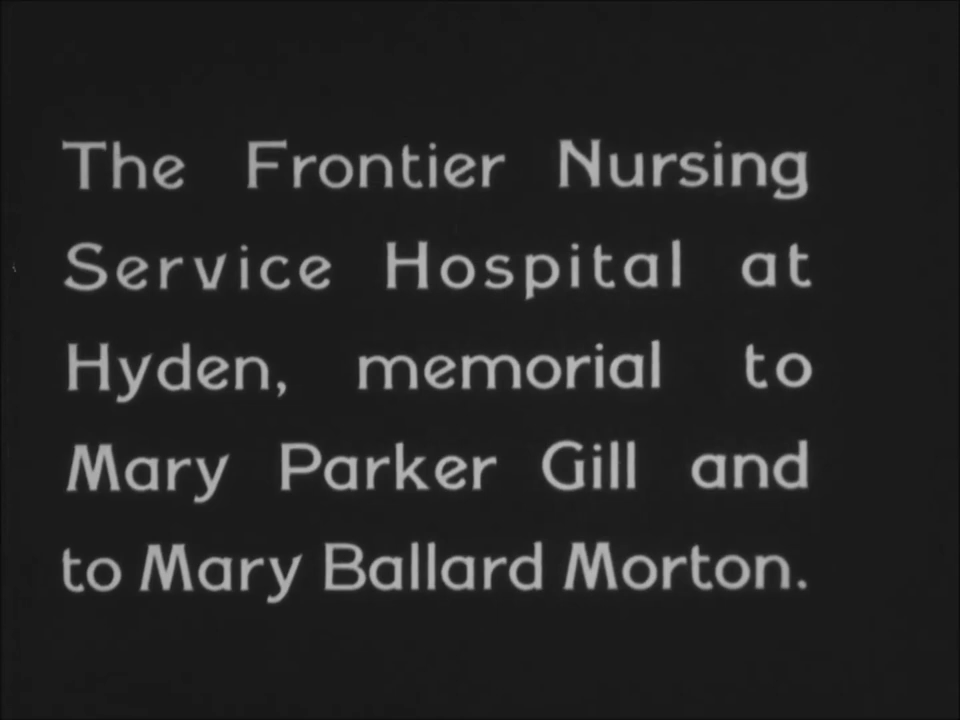 The Frontier Nursing
Service Hospital at
Hyden, memorial to
Mary Parker Gill and
to Mary Ballard Morton.